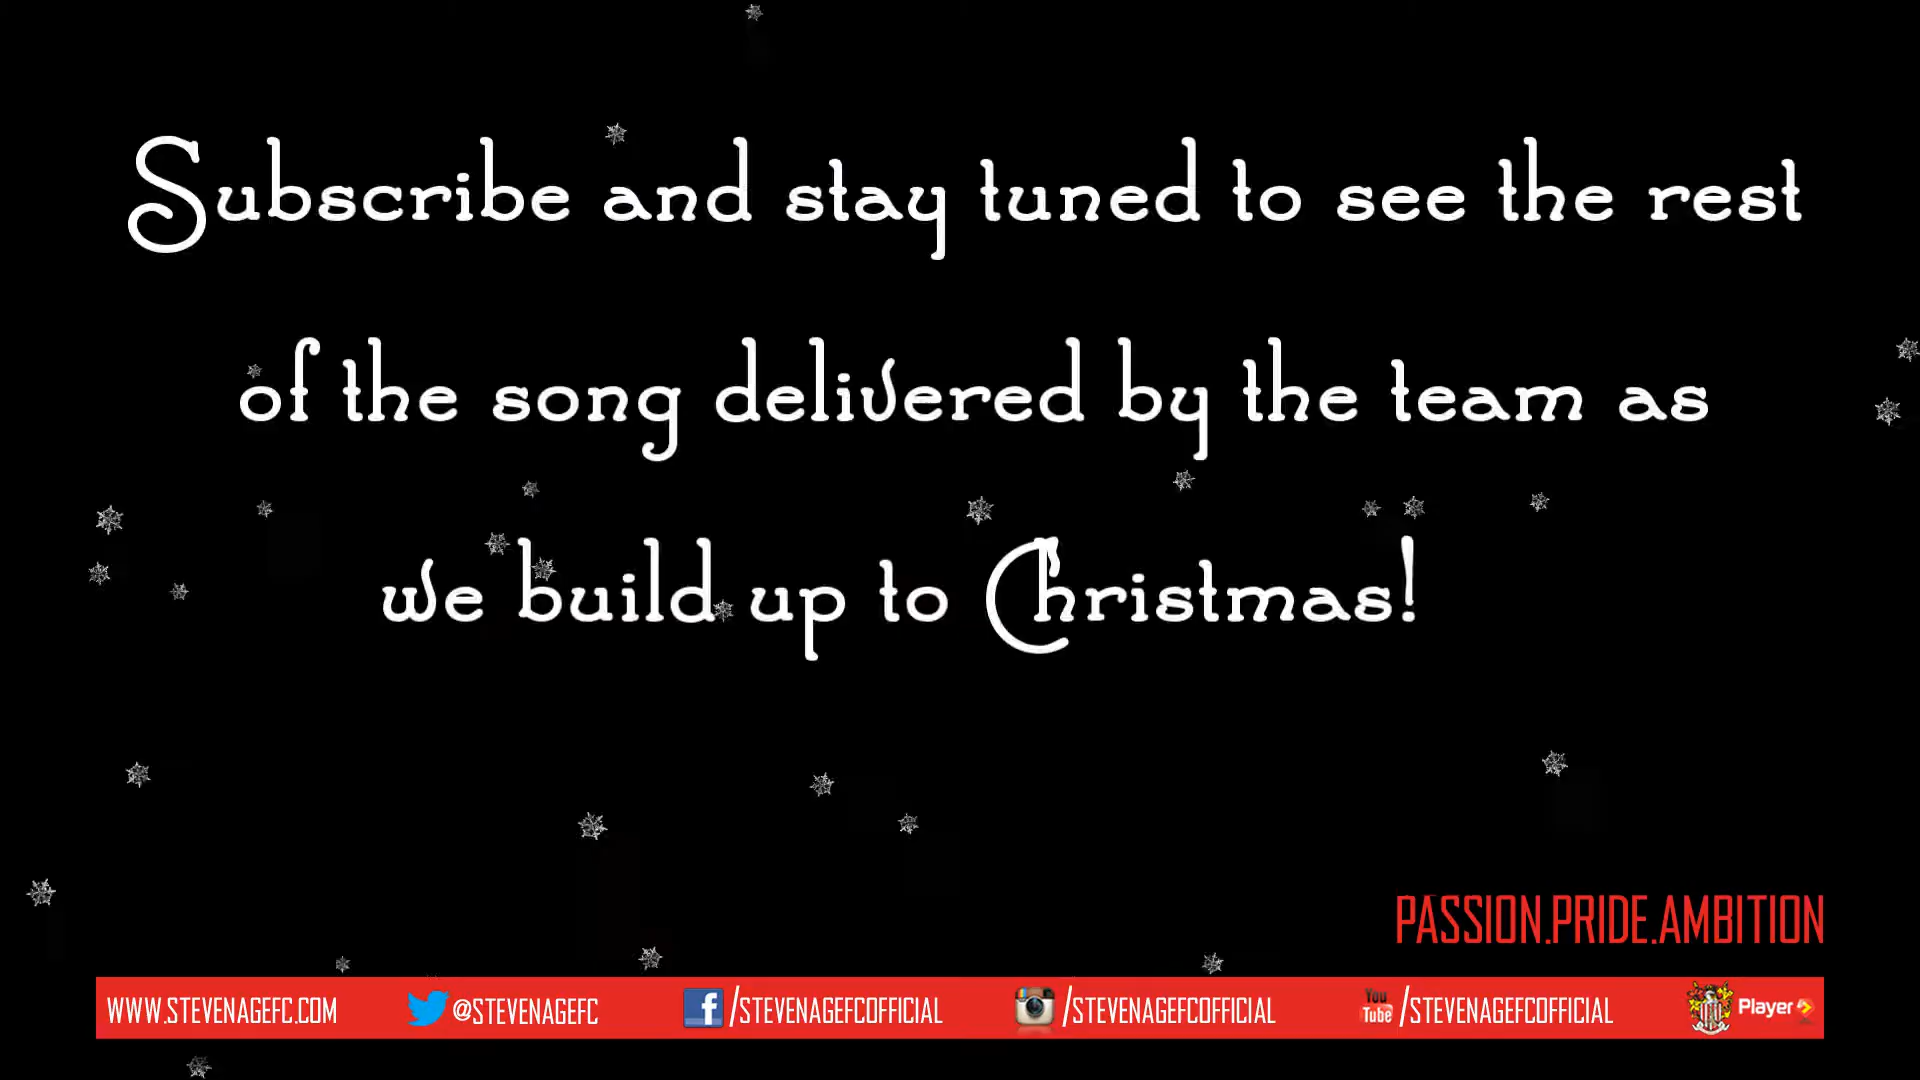 Subscribe and stay tuned to see the rest
of the song delivered by the team as
we build up to Christmas!
PASSION.PRIDE.AMBITION
WWW.STEVENAGEFC.COM @STEVENAGEFC /STEVENAGEFCOFFICIAL /STEVENAGEFCOFFICIAL You Tube /STEVENAGEFCOFFICIAL Player